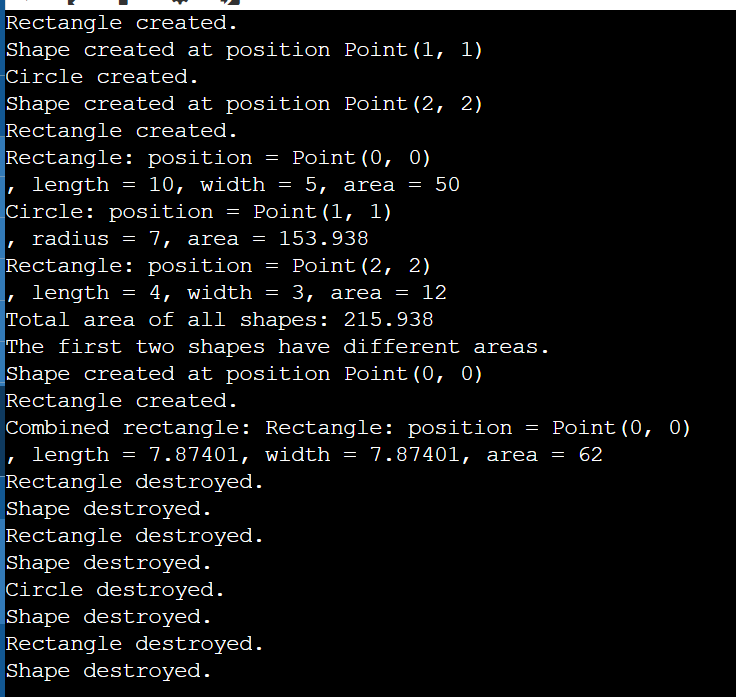 Rectangle created.
Shape created at position Point(1, 1)
Circle created.
Shape created at position Point(2, 2)
Rectangle created.
Rectangle: position = Point(0, 0)
, length = 10, width = 5, area = 50
Circle: position = Point(1, 1)
, radius = 7, area = 153.938
Rectangle: position = Point(2, 2)
, length = 4, width = 3, area = 12
Total area of all shapes: 215.938
The first two shapes have different areas.
Shape created at position Point(0, 0)
Rectangle created.
Combined rectangle: Rectangle: position = Point(0, 0)
, length = 7.87401, width = 7.87401, area = 62
Rectangle destroyed.
Shape destroyed.
Rectangle destroyed.
Shape destroyed.
Circle destroyed.
Shape destroyed.
Rectangle destroyed.
Shape destroyed.